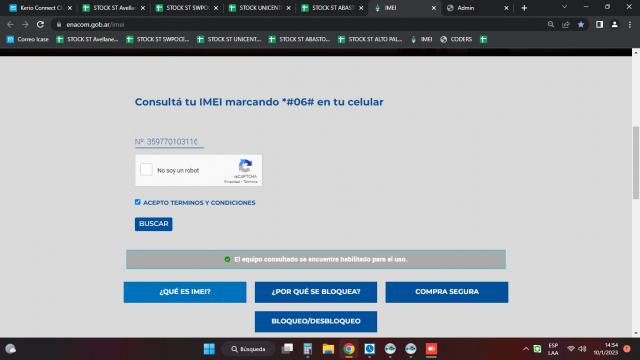 Kerio Connect Cl
STOCK ST Avellane
STOCK ST SWPOCE
STOCK UNICENT
STOCK ST ABAST
IMEI
Admin
enacom.gob.ar/imei
Correo Icase
STOCK ST Avellane...
STOCK ST SWPOCE...
STOCK ST UNICENT...
STOCK ST ABASTO...
STOCK ST ALTO PAL...
IMEI
CODERS
Consultá tu IMEI marcando *#06# en tu celular
Nº 359770103116
No soy un robot
reCAPTCHA
Privacidad - Términos
ACEPTO TERMINOS Y CONDICIONES
BUSCAR
El equipo consultado se encuentra habilitado para el uso.
¿QUÉ ES IMEI?
¿POR QUÉ SE BLOQUEA?
COMPRA SEGURA
BLOQUEO/DESBLOQUEO
Búsqueda
ESP
LAA
14:54
10/1/2023